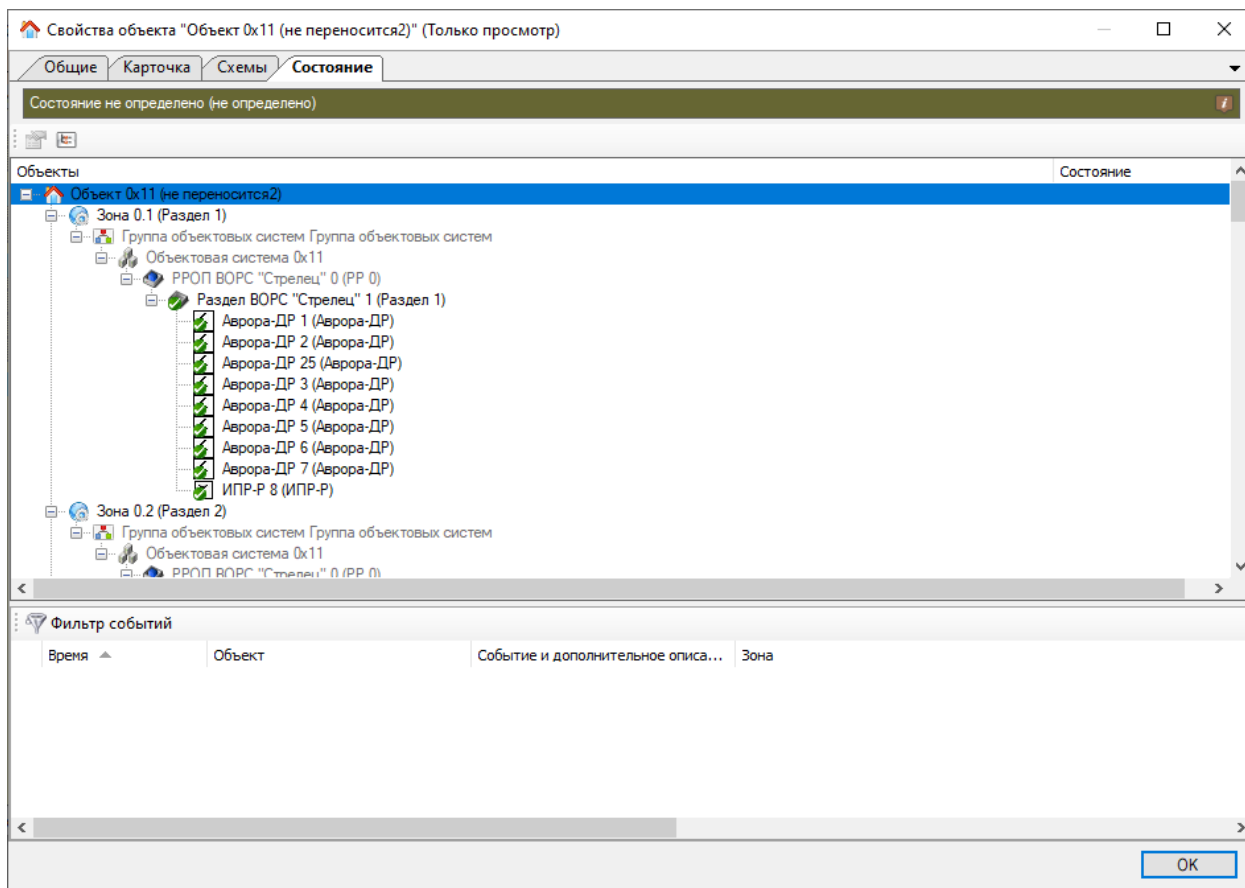 Свойства объекта "Объект 0x11 (не переносится2)" (Только просмотр)
Общие Карточка Схемы Состояние
Состояние не определено (не определено)
Объекты Состояние
Объект 0x11 (не переносится2)
Зона 0.1 (Раздел 1)
Группа объектовых систем Группа объектовых систем
Объектовая система 0x11
РРОП ВОРС "Стрелец" 0 (РР 0)
Раздел ВОРС "Стрелец" 1 (Раздел 1)
Аврора-ДР 1 (Аврора-ДР)
Аврора-ДР 2 (Аврора-ДР)
Аврора-ДР 25 (Аврора-ДР)
Аврора-ДР 3 (Аврора-ДР)
Аврора-ДР 4 (Аврора-ДР)
Аврора-ДР 5 (Аврора-ДР)
Аврора-ДР 6 (Аврора-ДР)
Аврора-ДР 7 (Аврора-ДР)
ИПР-Р 8 (ИПР-Р)
Зона 0.2 (Раздел 2)
Группа объектовых систем Группа объектовых систем
Объектовая система 0x11
РРОП ВОРС "Стрелец" 0 (РР 0)
Фильтр событий
Время Объект Событие и дополнительное описа... Зона
OK